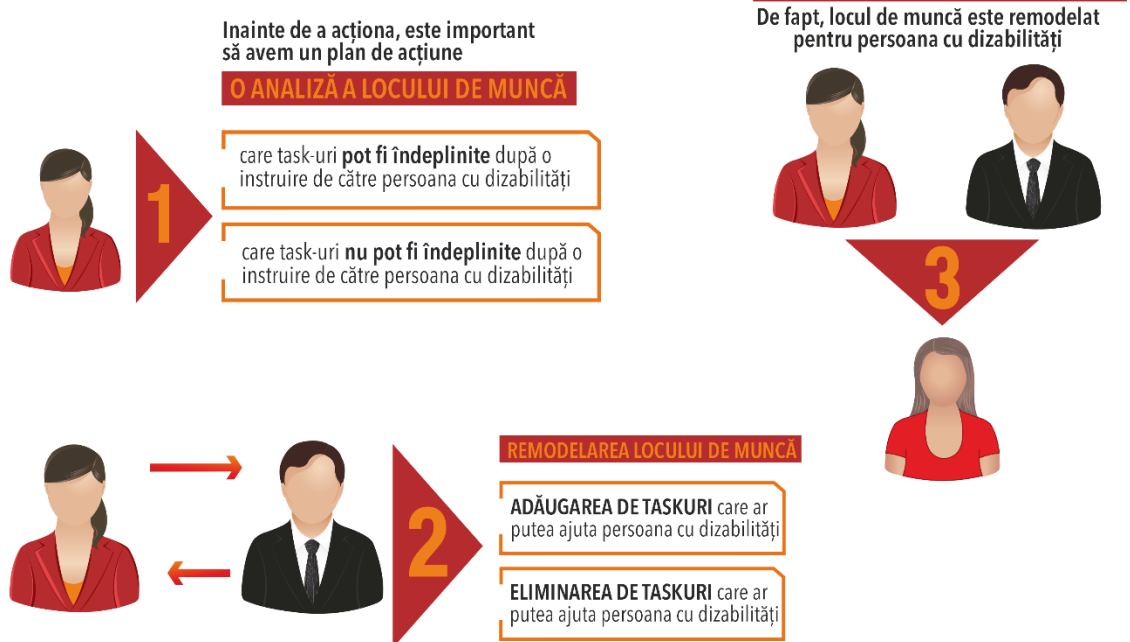 Inainte de a acționa, este important
să avem un plan de acțiune
O ANALIZĂ A LOCULUI DE MUNCĂ
1
care task-uri pot fi îndeplinite după o
instruire de către persoana cu dizabilități
care task-uri nu pot fi îndeplinite după o
instruire de către persoana cu dizabilități
De fapt, locul de muncă este remodelat
pentru persoana cu dizabilități
3
2
REMODELAREA LOCULUI DE MUNCĂ
ADĂUGAREA DE TASKURI care ar
putea ajuta persoana cu dizabilități
ELIMINAREA DE TASKURI care ar
putea ajuta persoana cu dizabilități